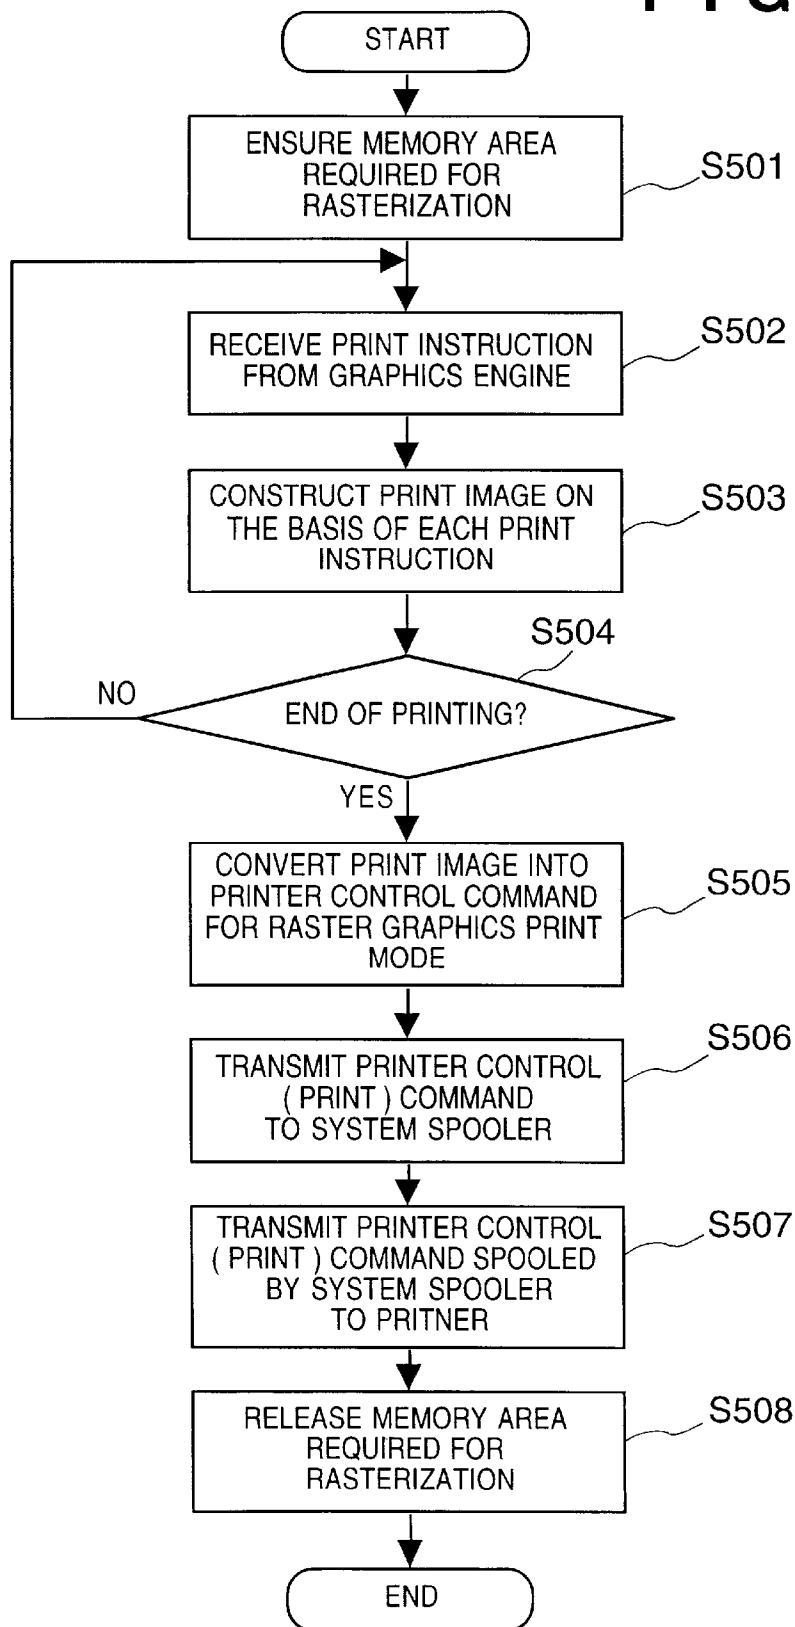 START
ENSURE MEMORY AREA
REQUIRED FOR
RASTERIZATION
S501
RECEIVE PRINT INSTRUCTION
FROM GRAPHICS ENGINE
S502
CONSTRUCT PRINT IMAGE ON
THE BASIS OF EACH PRINT
INSTRUCTION
S503
S504
NO
END OF PRINTING?
YES
CONVERT PRINT IMAGE INTO
PRINTER CONTROL COMMAND
FOR RASTER GRAPHICS PRINT
MODE
S505
TRANSMIT PRINTER CONTROL
( PRINT ) COMMAND
TO SYSTEM SPOOLER
S506
TRANSMIT PRINTER CONTROL
( PRINT ) COMMAND SPOOLED
BY SYSTEM SPOOLER
TO PRITNER
S507
RELEASE MEMORY AREA
REQUIRED FOR
RASTERIZATION
S508
END